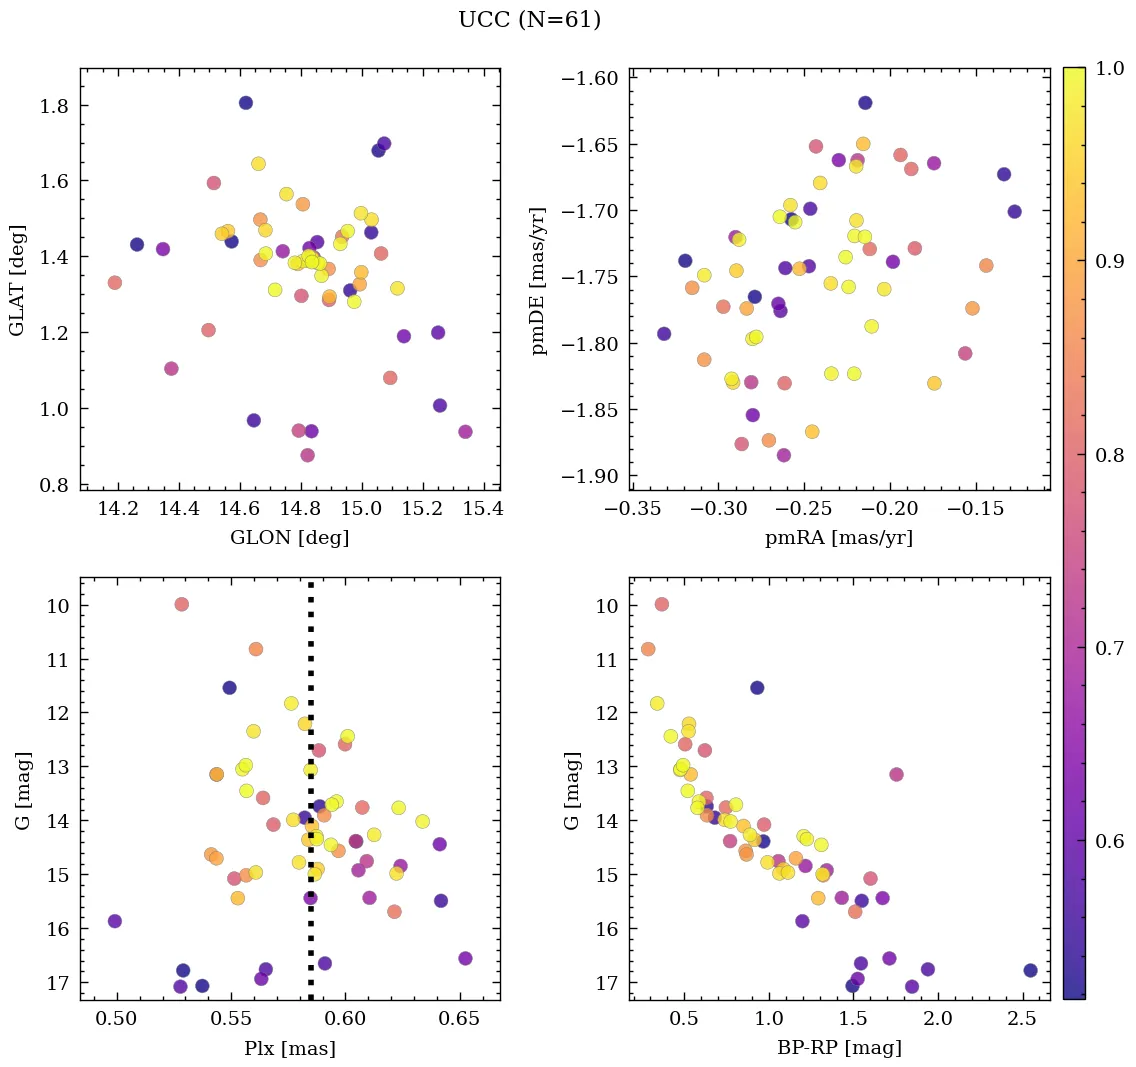 UCC (N=61)
1.8
1.6
1.4
1.2
1.0
0.8
GLAT [deg]
14.2 14.4 14.6 14.8 15.0 15.2 15.4
GLON [deg]
−1.60
−1.65
−1.70
−1.75
−1.80
−1.85
−1.90
pmDE [mas/yr]
−0.35 −0.30 −0.25 −0.20 −0.15
pmRA [mas/yr]
10
11
12
13
14
15
16
17
G [mag]
0.50 0.55 0.60 0.65
Plx [mas]
10
11
12
13
14
15
16
17
G [mag]
0.5 1.0 1.5 2.0 2.5
BP-RP [mag]
1.0
0.9
0.8
0.7
0.6